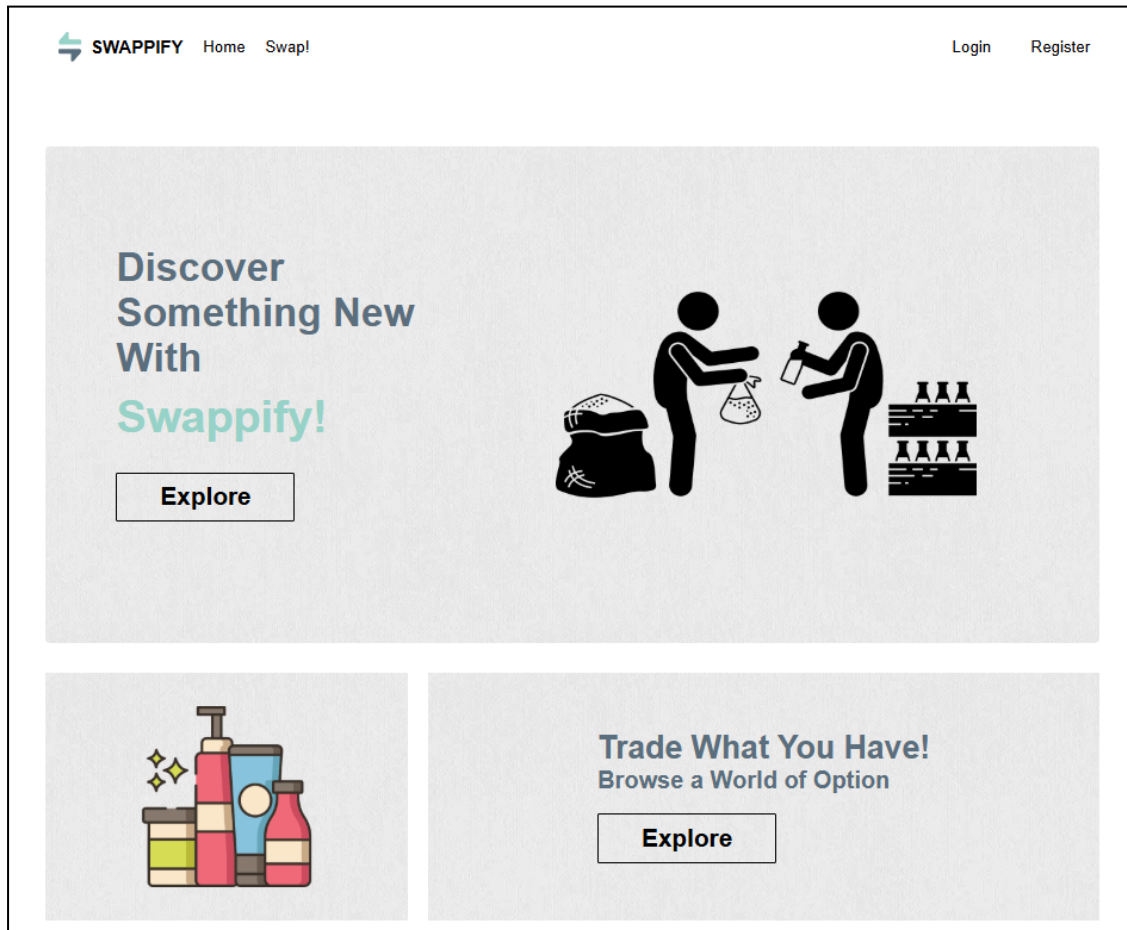 SWAPPIFY Home Swap! Login Register
Discover
Something New
With
Swappify!
Explore
Trade What You Have!
Browse a World of Option
Explore